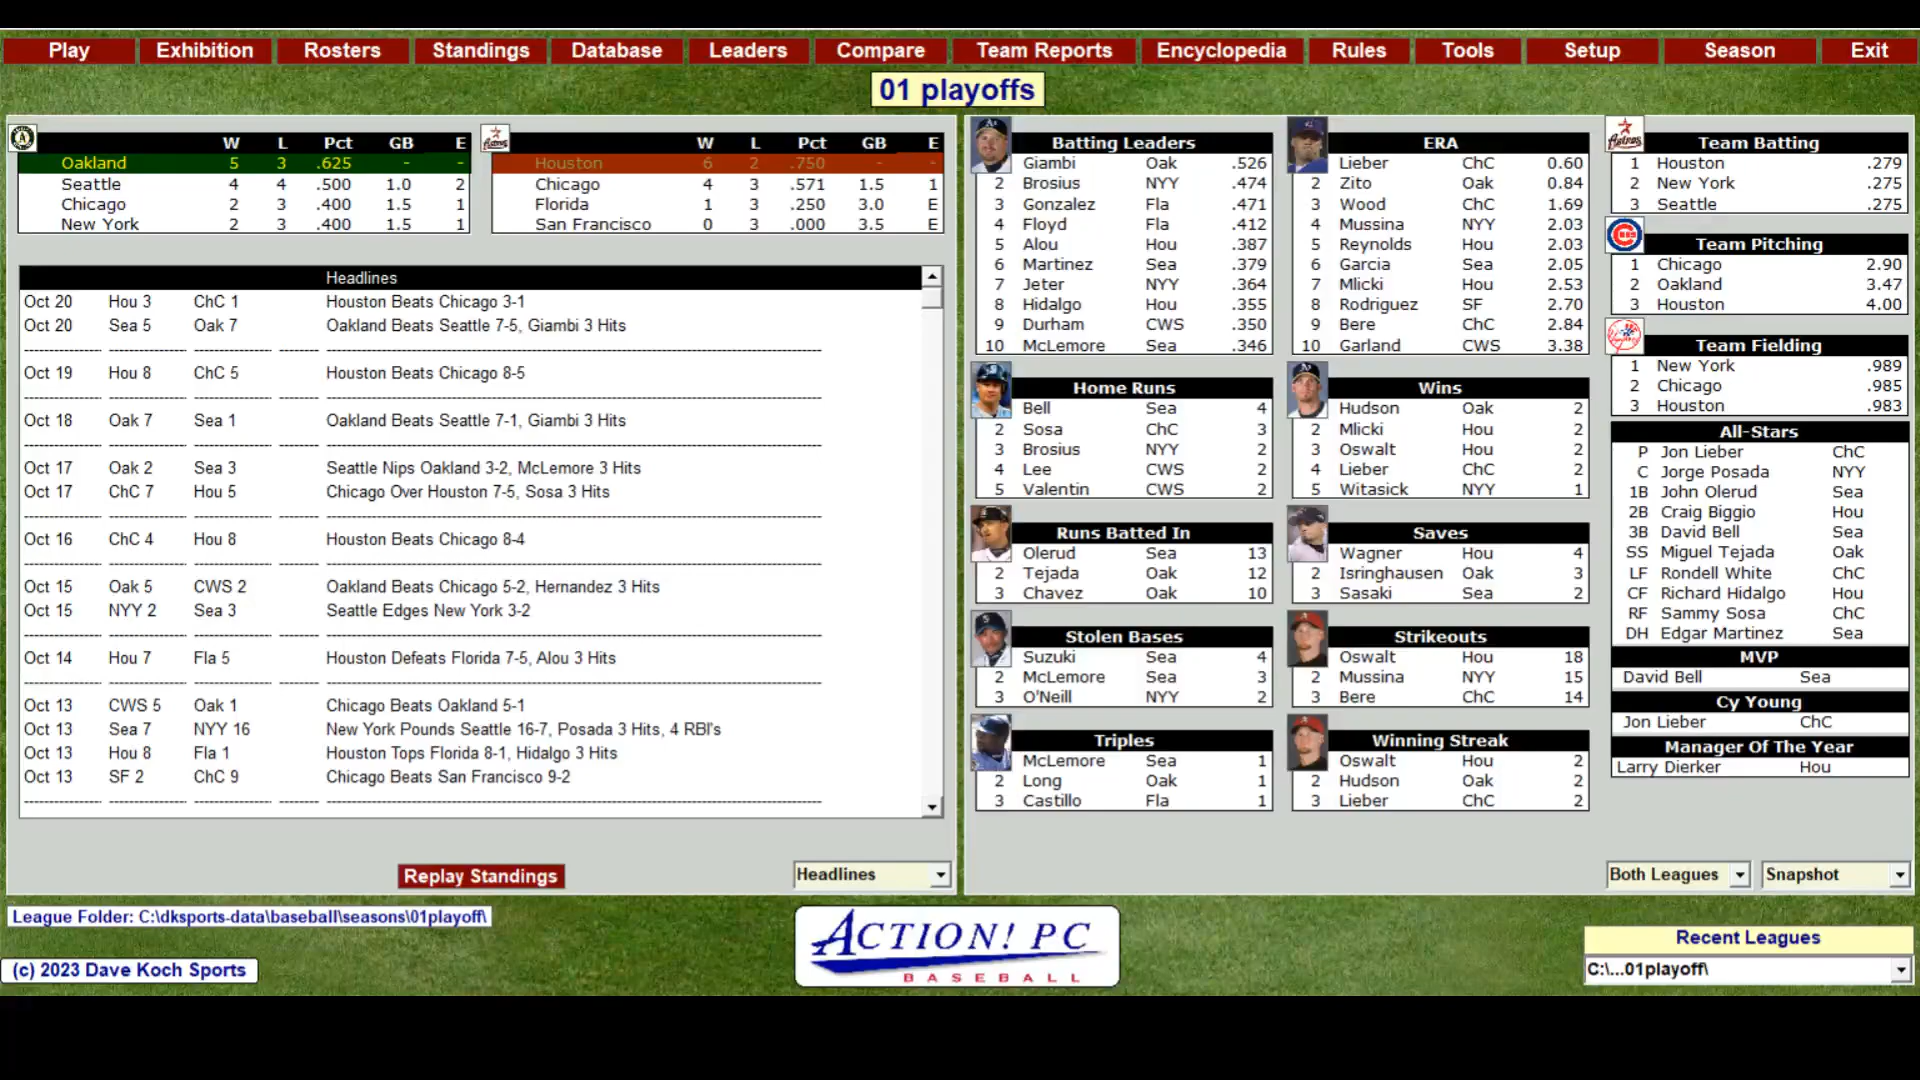 Play Exhibition Rosters Standings Database Leaders Compare Team Reports Encyclopedia Rules Tools Setup Season Exit
01 playoffs
W L Pct GB E
Oakland 5 3 .625 - -
Seattle 4 4 .500 1.0 2
Chicago 2 3 .400 1.5 1
New York 2 3 .400 1.5 1
W L Pct GB E
Houston 6 2 .750 - -
Chicago 4 3 .571 1.5 1
Florida 1 3 .250 3.0 E
San Francisco 0 3 .000 3.5 E
Headlines
Oct 20 Hou 3 ChC 1 Houston Beats Chicago 3-1
Oct 20 Sea 5 Oak 7 Oakland Beats Seattle 7-5, Giambi 3 Hits
Oct 19 Hou 8 ChC 5 Houston Beats Chicago 8-5
Oct 18 Oak 7 Sea 1 Oakland Beats Seattle 7-1, Giambi 3 Hits
Oct 17 Oak 2 Sea 3 Seattle Nips Oakland 3-2, McLemore 3 Hits
Oct 17 ChC 7 Hou 5 Chicago Over Houston 7-5, Sosa 3 Hits
Oct 16 ChC 4 Hou 8 Houston Beats Chicago 8-4
Oct 15 Oak 5 CWS 2 Oakland Beats Chicago 5-2, Hernandez 3 Hits
Oct 15 NYY 2 Sea 3 Seattle Edges New York 3-2
Oct 14 Hou 7 Fla 5 Houston Defeats Florida 7-5, Alou 3 Hits
Oct 13 CWS 5 Oak 1 Chicago Beats Oakland 5-1
Oct 13 Sea 7 NYY 16 New York Pounds Seattle 16-7, Posada 3 Hits, 4 RBI's
Oct 13 Hou 8 Fla 1 Houston Tops Florida 8-1, Hidalgo 3 Hits
Oct 13 SF 2 ChC 9 Chicago Beats San Francisco 9-2
Replay Standings
Headlines
Batting Leaders
Giambi Oak .526
2 Brosius NYY .474
3 Gonzalez Fla .471
4 Floyd Fla .412
5 Alou Hou .387
6 Martinez Sea .379
7 Jeter NYY .364
8 Hidalgo Hou .355
9 Durham CWS .350
10 McLemore Sea .346
Home Runs
Bell Sea 4
2 Sosa ChC 3
3 Brosius NYY 2
4 Lee CWS 2
5 Valentin CWS 2
Runs Batted In
Olerud Sea 13
2 Tejada Oak 12
3 Chavez Oak 10
Stolen Bases
Suzuki Sea 4
2 McLemore Sea 3
3 O'Neill NYY 2
Triples
McLemore Sea 1
2 Long Oak 1
3 Castillo Fla 1
ERA
Lieber ChC 0.60
2 Zito Oak 0.84
3 Wood ChC 1.69
4 Mussina NYY 2.03
5 Reynolds Hou 2.03
6 Garcia Sea 2.05
7 Mlicki Hou 2.53
8 Rodriguez SF 2.70
9 Bere ChC 2.84
10 Garland CWS 3.38
Wins
Hudson Oak 2
2 Mlicki Hou 2
3 Oswalt Hou 2
4 Lieber ChC 2
5 Witasick NYY 1
Saves
Wagner Hou 4
2 Isringhausen Oak 3
3 Sasaki Sea 2
Strikeouts
Oswalt Hou 18
2 Mussina NYY 15
3 Bere ChC 14
Winning Streak
Oswalt Hou 2
2 Hudson Oak 2
3 Lieber ChC 2
Team Batting
1 Houston .279
2 New York .275
3 Seattle .275
Team Pitching
1 Chicago 2.90
2 Oakland 3.47
3 Houston 4.00
Team Fielding
1 New York .989
2 Chicago .985
3 Houston .983
All-Stars
P Jon Lieber ChC
C Jorge Posada NYY
1B John Olerud Sea
2B Craig Biggio Hou
3B David Bell Sea
SS Miguel Tejada Oak
LF Rondell White ChC
CF Richard Hidalgo Hou
RF Sammy Sosa ChC
DH Edgar Martinez Sea
MVP
David Bell Sea
Cy Young
Jon Lieber ChC
Manager Of The Year
Larry Dierker Hou
Both Leagues Snapshot
League Folder: C:\dksports-data\baseball\seasons\01playoff\
(c) 2023 Dave Koch Sports
ACTION! PC
BASEBALL
Recent Leagues
C:\...01playoff\